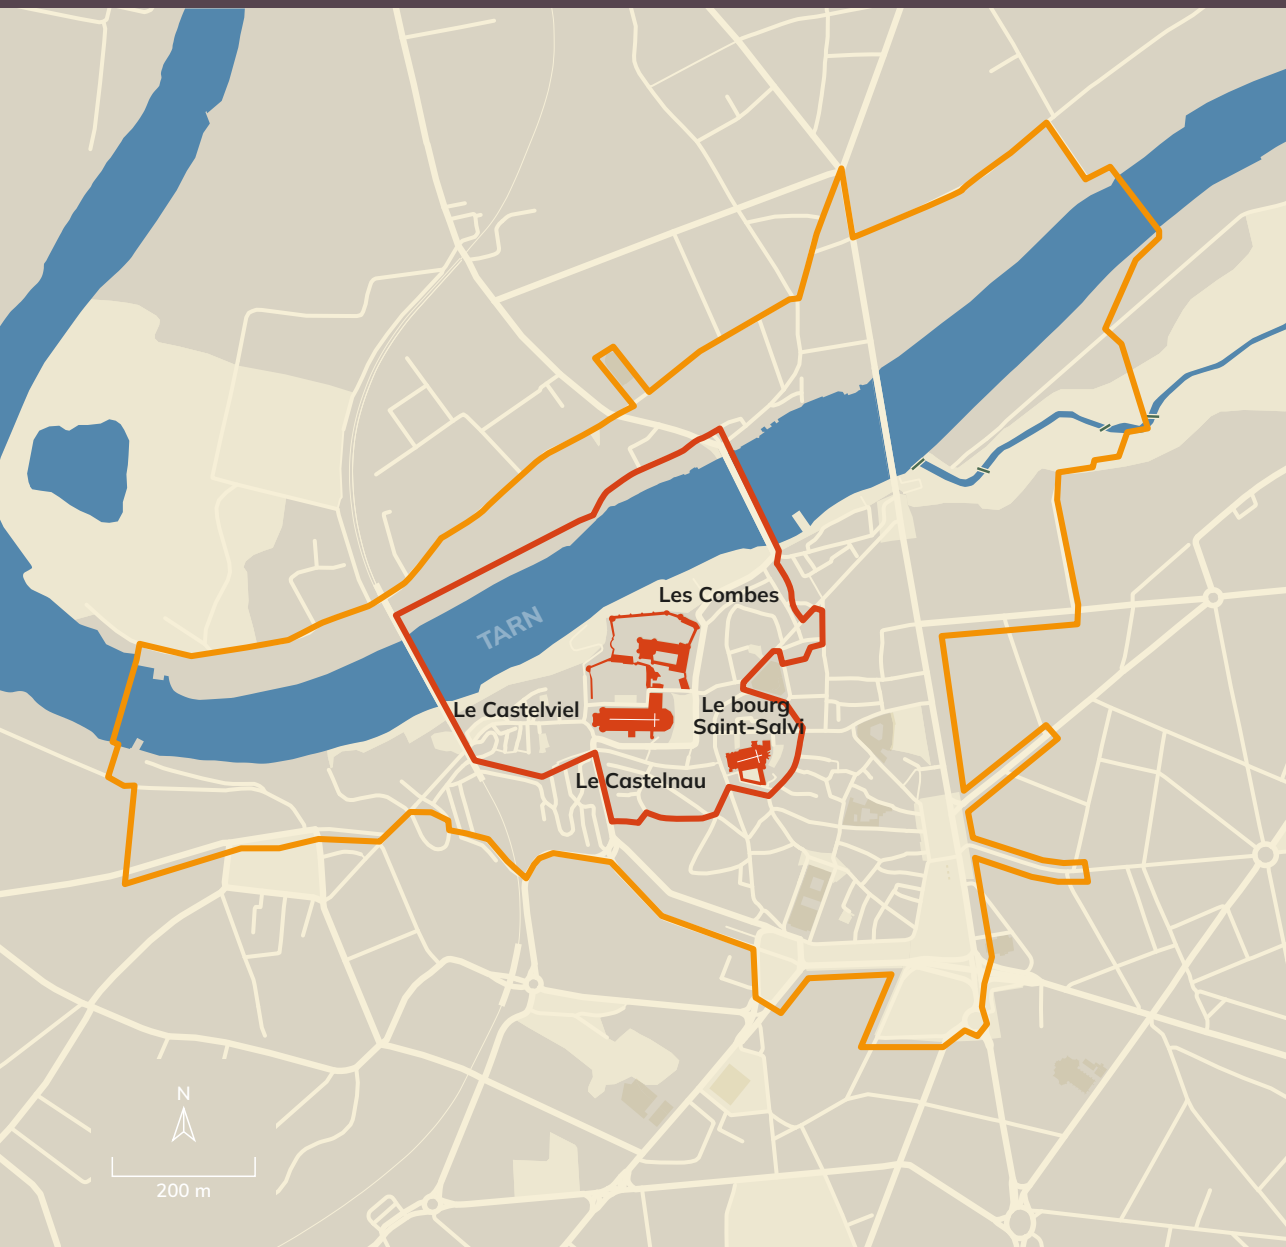 Les Combes
TARN
Le Castelviel
Le bourg
Saint-Salvi
Le Castelnau
N
200 m